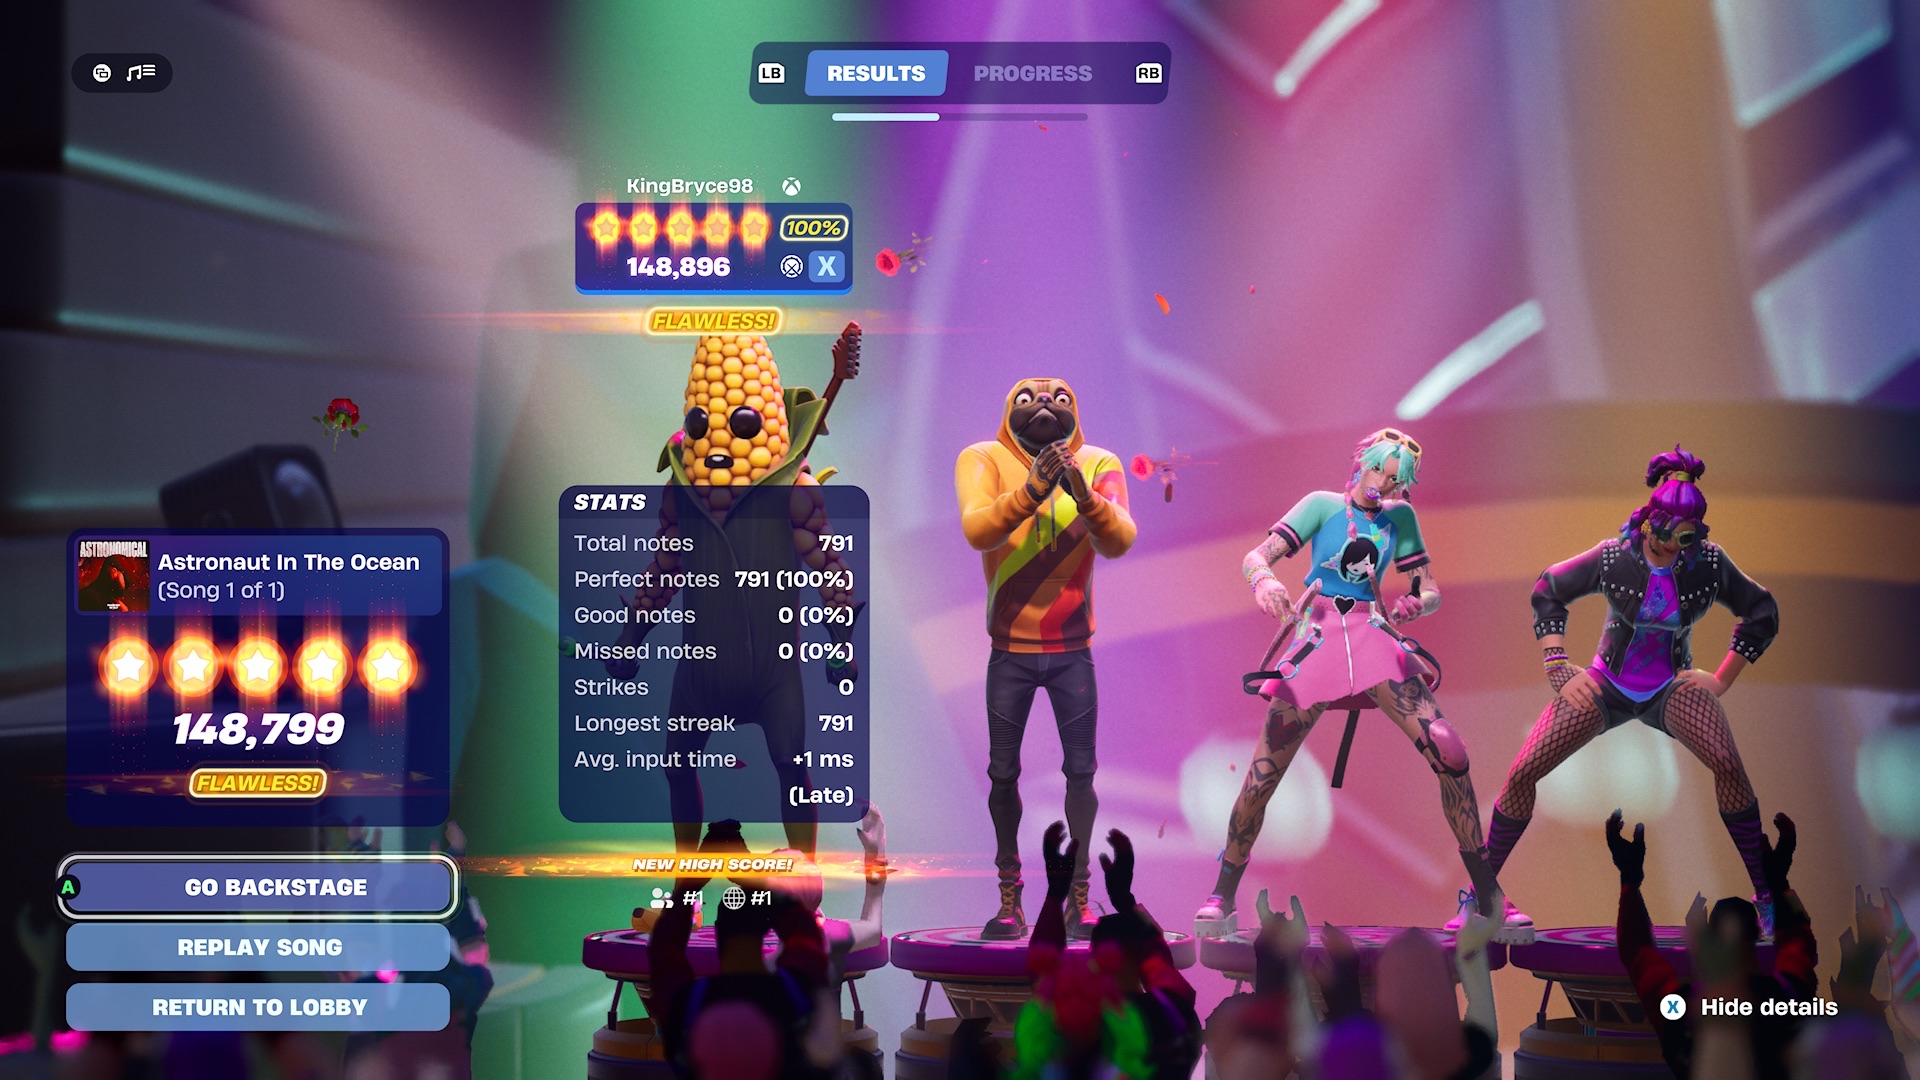 LB RESULTS PROGRESS RB
KingBryce98
100%
148,896 X
FLAWLESS!
STATS
Total notes 791
Perfect notes 791 (100%)
Good notes 0 (0%)
Missed notes 0 (0%)
Strikes 0
Longest streak 791
Avg. input time +1 ms
(Late)
NEW HIGH SCORE!
#1 #1
ASTRONOMICAL
Astronaut In The Ocean
(Song 1 of 1)
148,799
FLAWLESS!
A GO BACKSTAGE
REPLAY SONG
RETURN TO LOBBY
X Hide details